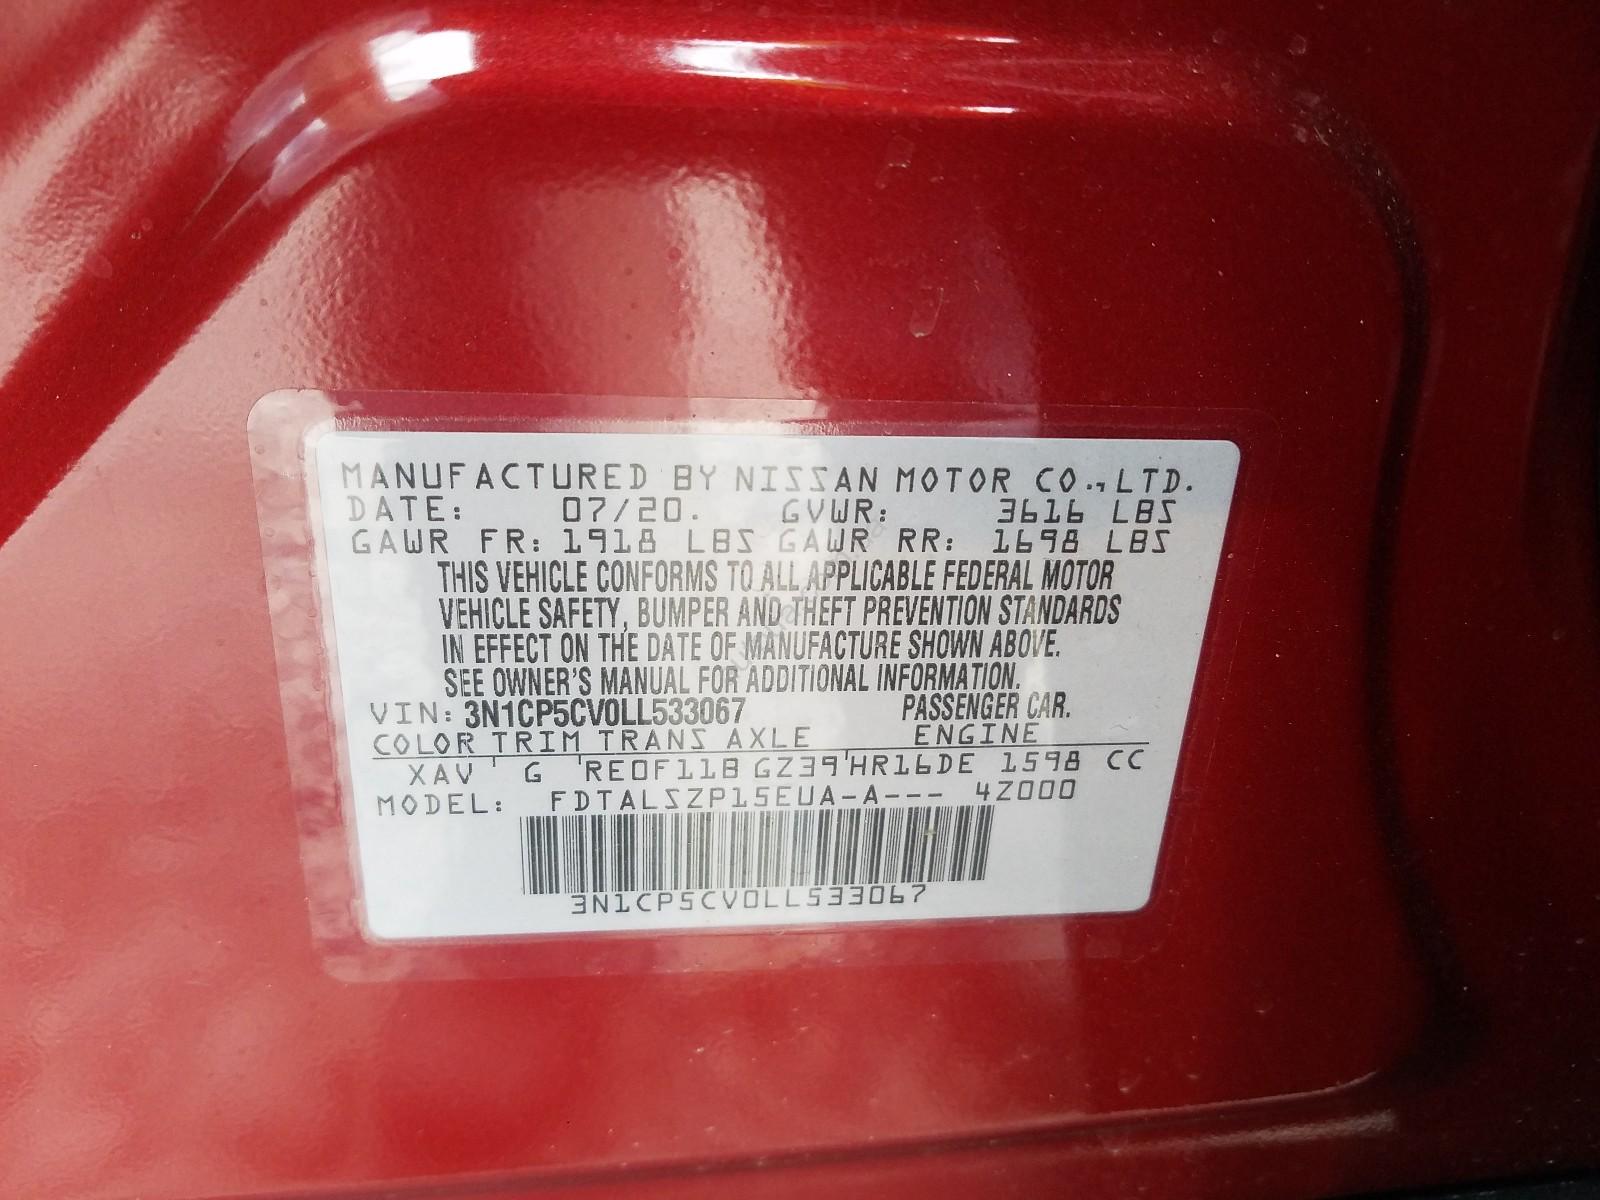 MANUFACTURED BY NISSAN MOTOR CO.,LTD.
DATE: 07/20. GVWR: 3616 LBS
GAWR FR: 1918 LBS GAWR RR: 1698 LBS
THIS VEHICLE CONFORMS TO ALL APPLICABLE FEDERAL MOTOR
VEHICLE SAFETY, BUMPER AND THEFT PREVENTION STANDARDS
IN EFFECT ON THE DATE OF MANUFACTURE SHOWN ABOVE.
SEE OWNER'S MANUAL FOR ADDITIONAL INFORMATION.
VIN: 3N1CP5CV0LL533067 PASSENGER CAR.
COLOR TRIM TRANS AXLE ENGINE
XAV G RE0F11B GZ39 HR16DE 1598 CC
MODEL: FDTALSZP15EUA-A--- 4Z000
3N1CP5CV0LL533067